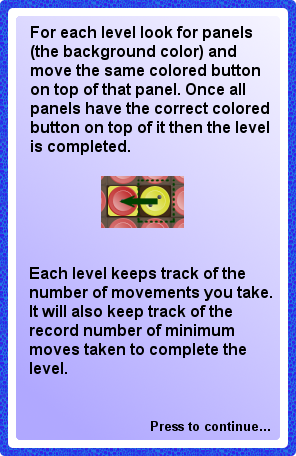 For each level look for panels
(the background color) and
move the same colored button
on top of that panel. Once all
panels have the correct colored
button on top of it then the level
is completed.
Each level keeps track of the
number of movements you take.
It will also keep track of the
record number of minimum
moves taken to complete the
level.
Press to continue...